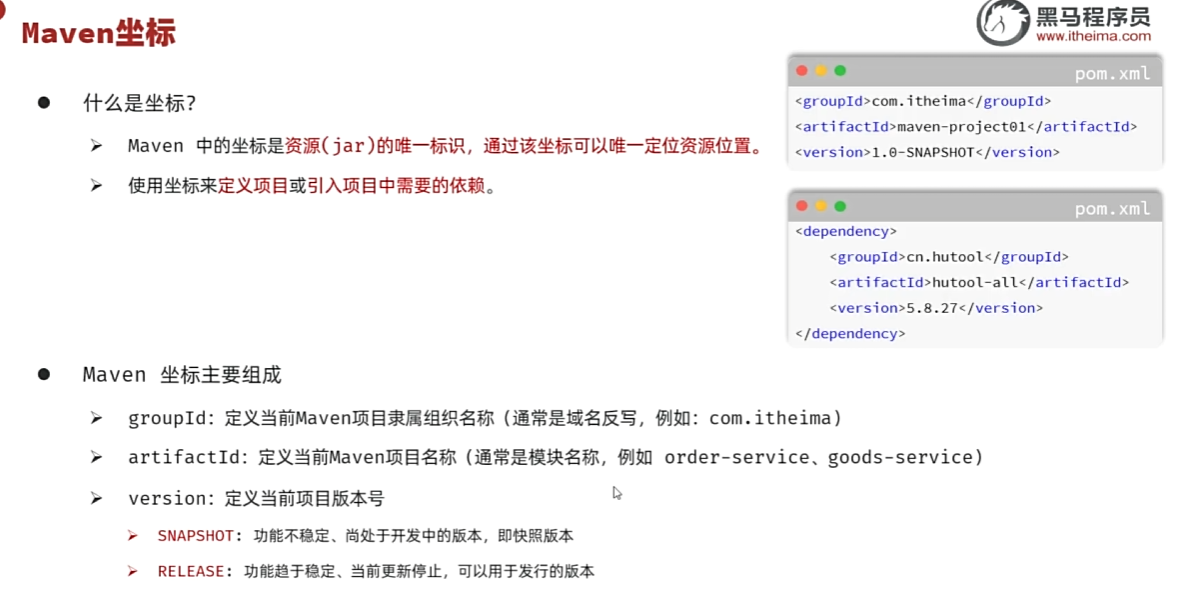 Maven坐标
黑马程序员
www.itheima.com
什么是坐标?
Maven 中的坐标是资源(jar)的唯一标识，通过该坐标可以唯一定位资源位置。
使用坐标来定义项目或引入项目中需要的依赖。
pom.xml
<groupId>com.itheima</groupId>
<artifactId>maven-project01</artifactId>
<version>1.0-SNAPSHOT</version>
pom.xml
<dependency>
<groupId>cn.hutool</groupId>
<artifactId>hutool-all</artifactId>
<version>5.8.27</version>
</dependency>
Maven 坐标主要组成
groupId：定义当前Maven项目隶属组织名称（通常是域名反写，例如：com.itheima）
artifactId：定义当前Maven项目名称（通常是模块名称，例如 order-service、goods-service）
version：定义当前项目版本号
SNAPSHOT：功能不稳定、尚处于开发中的版本，即快照版本
RELEASE：功能趋于稳定、当前更新停止，可以用于发行的版本